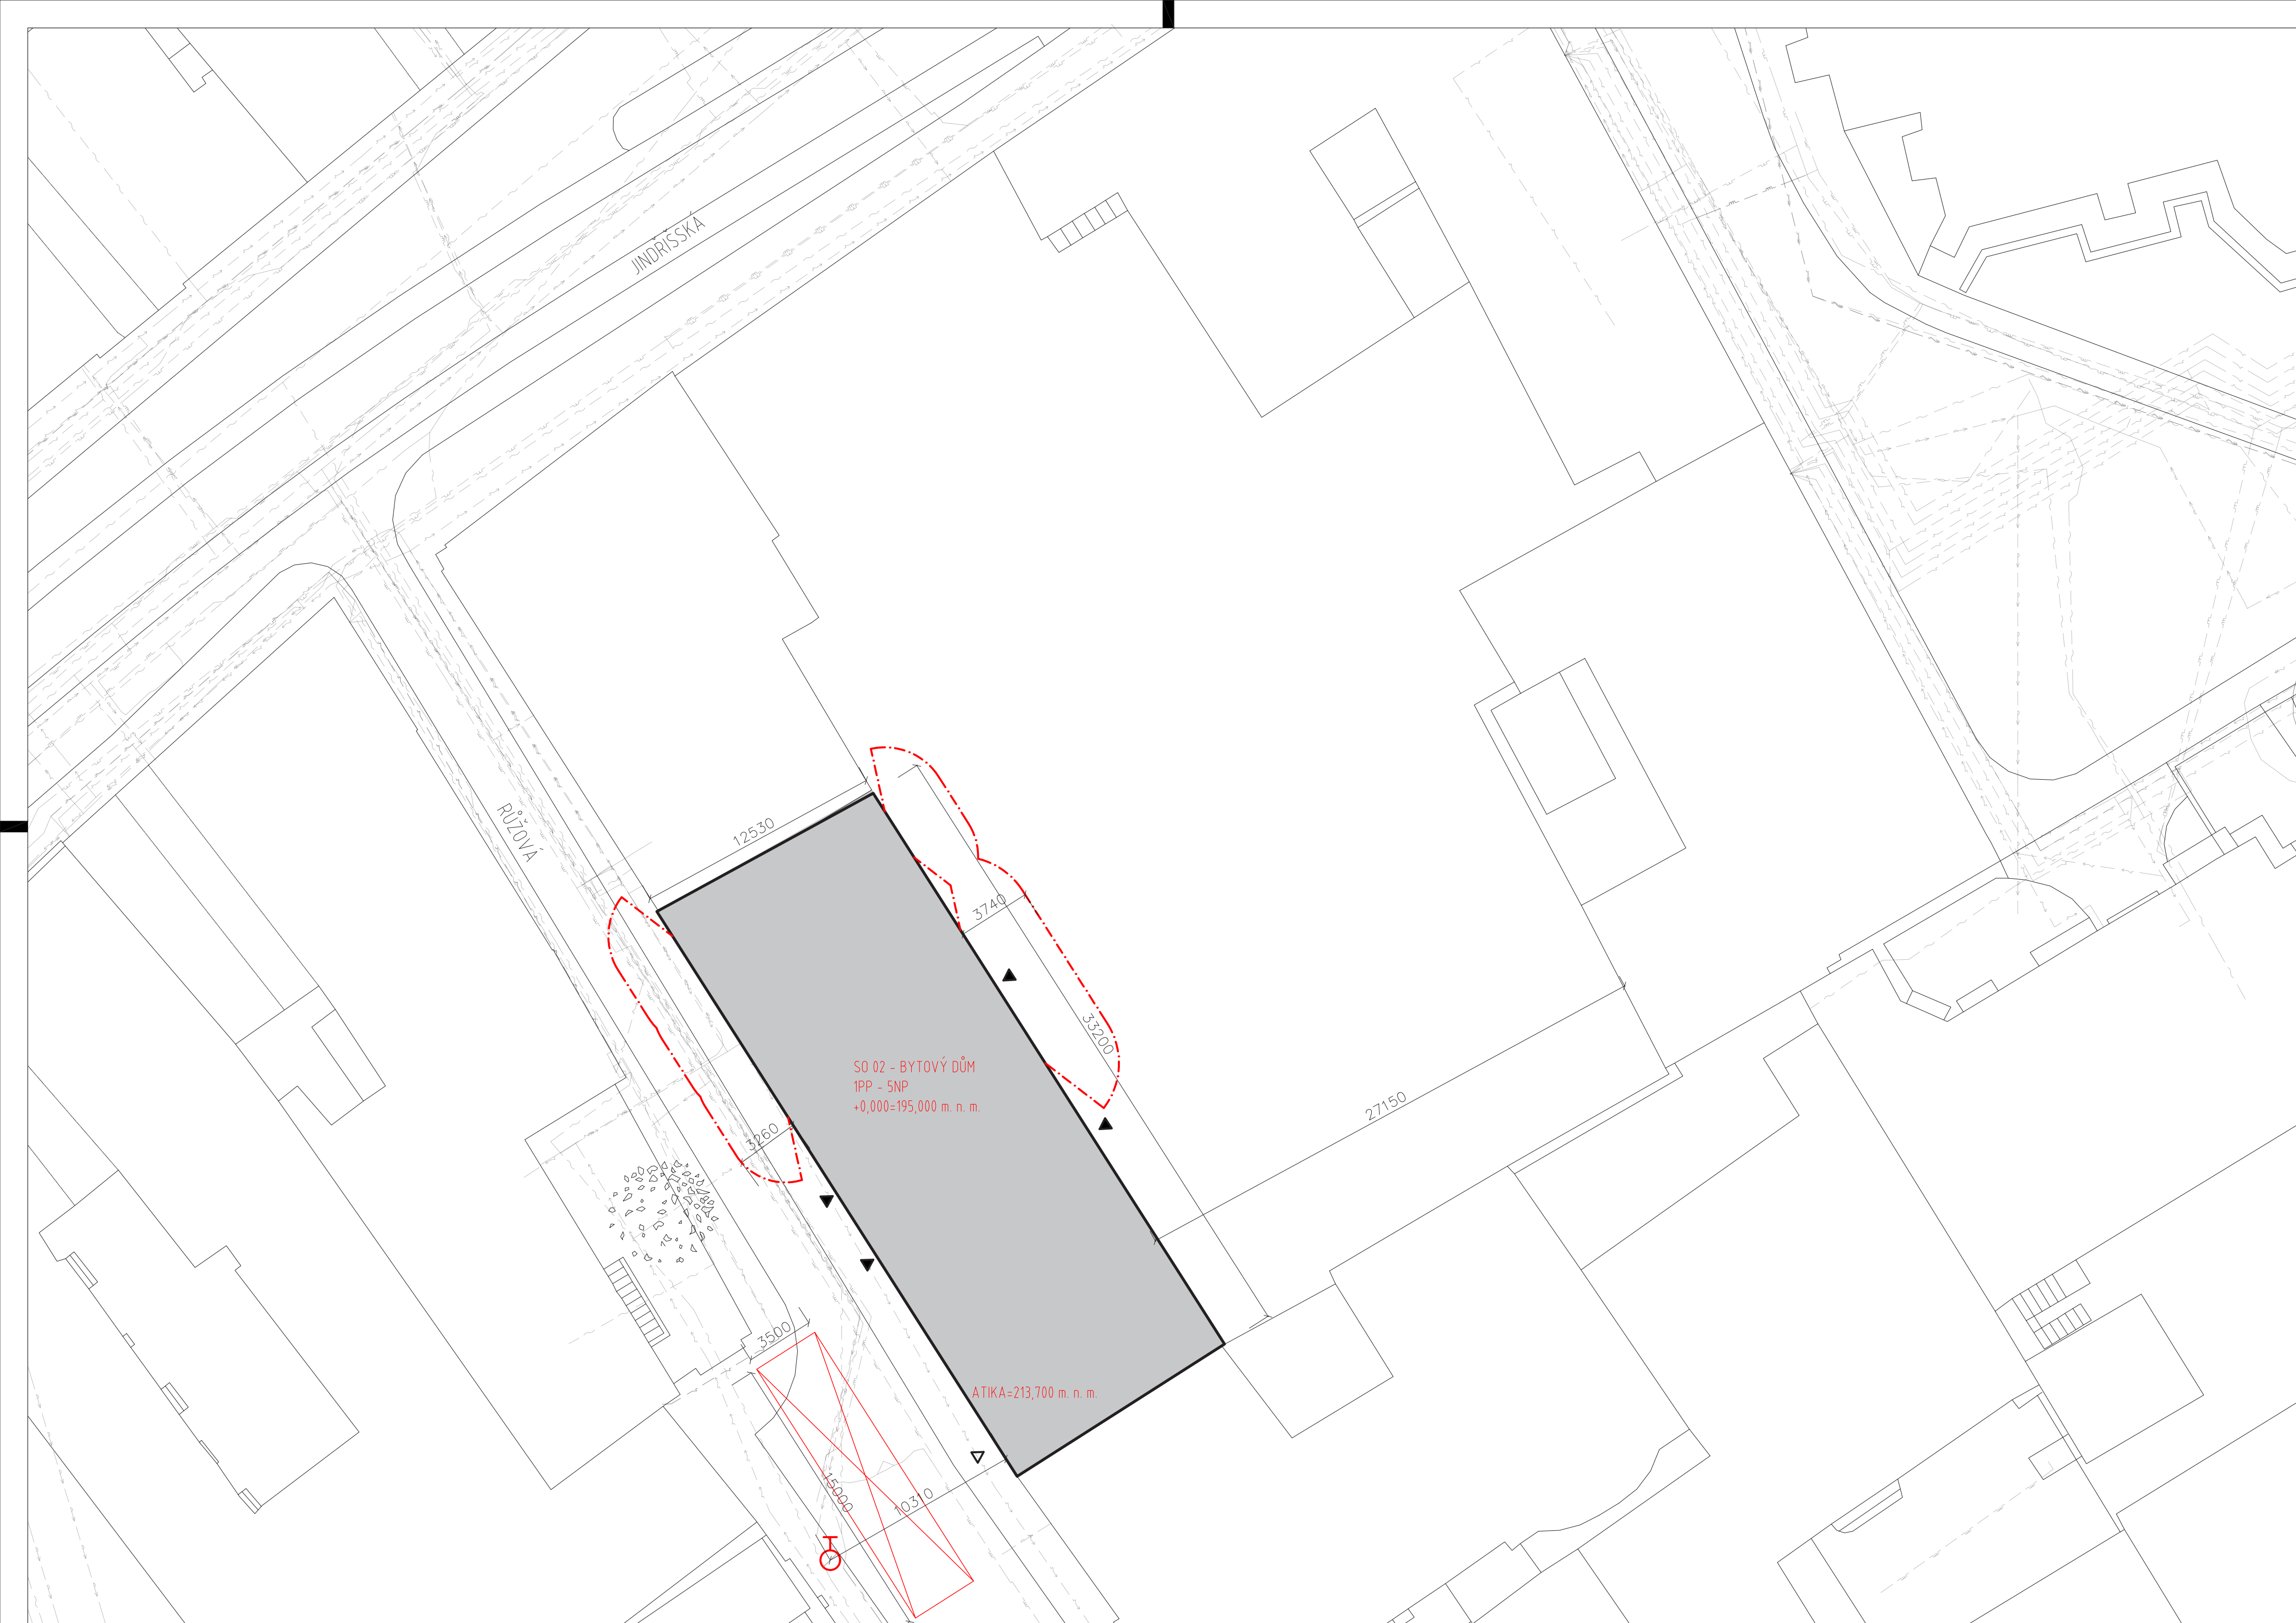 JINDŘIŠSKÁ
RŮŽOVÁ
12530
3740
33200
SO 02 - BYTOVÝ DŮM
1PP - 5NP
+0,000=195,000 m. n. m.
27150
3260
3500
ATIKA=213,700 m. n. m.
15000
10310